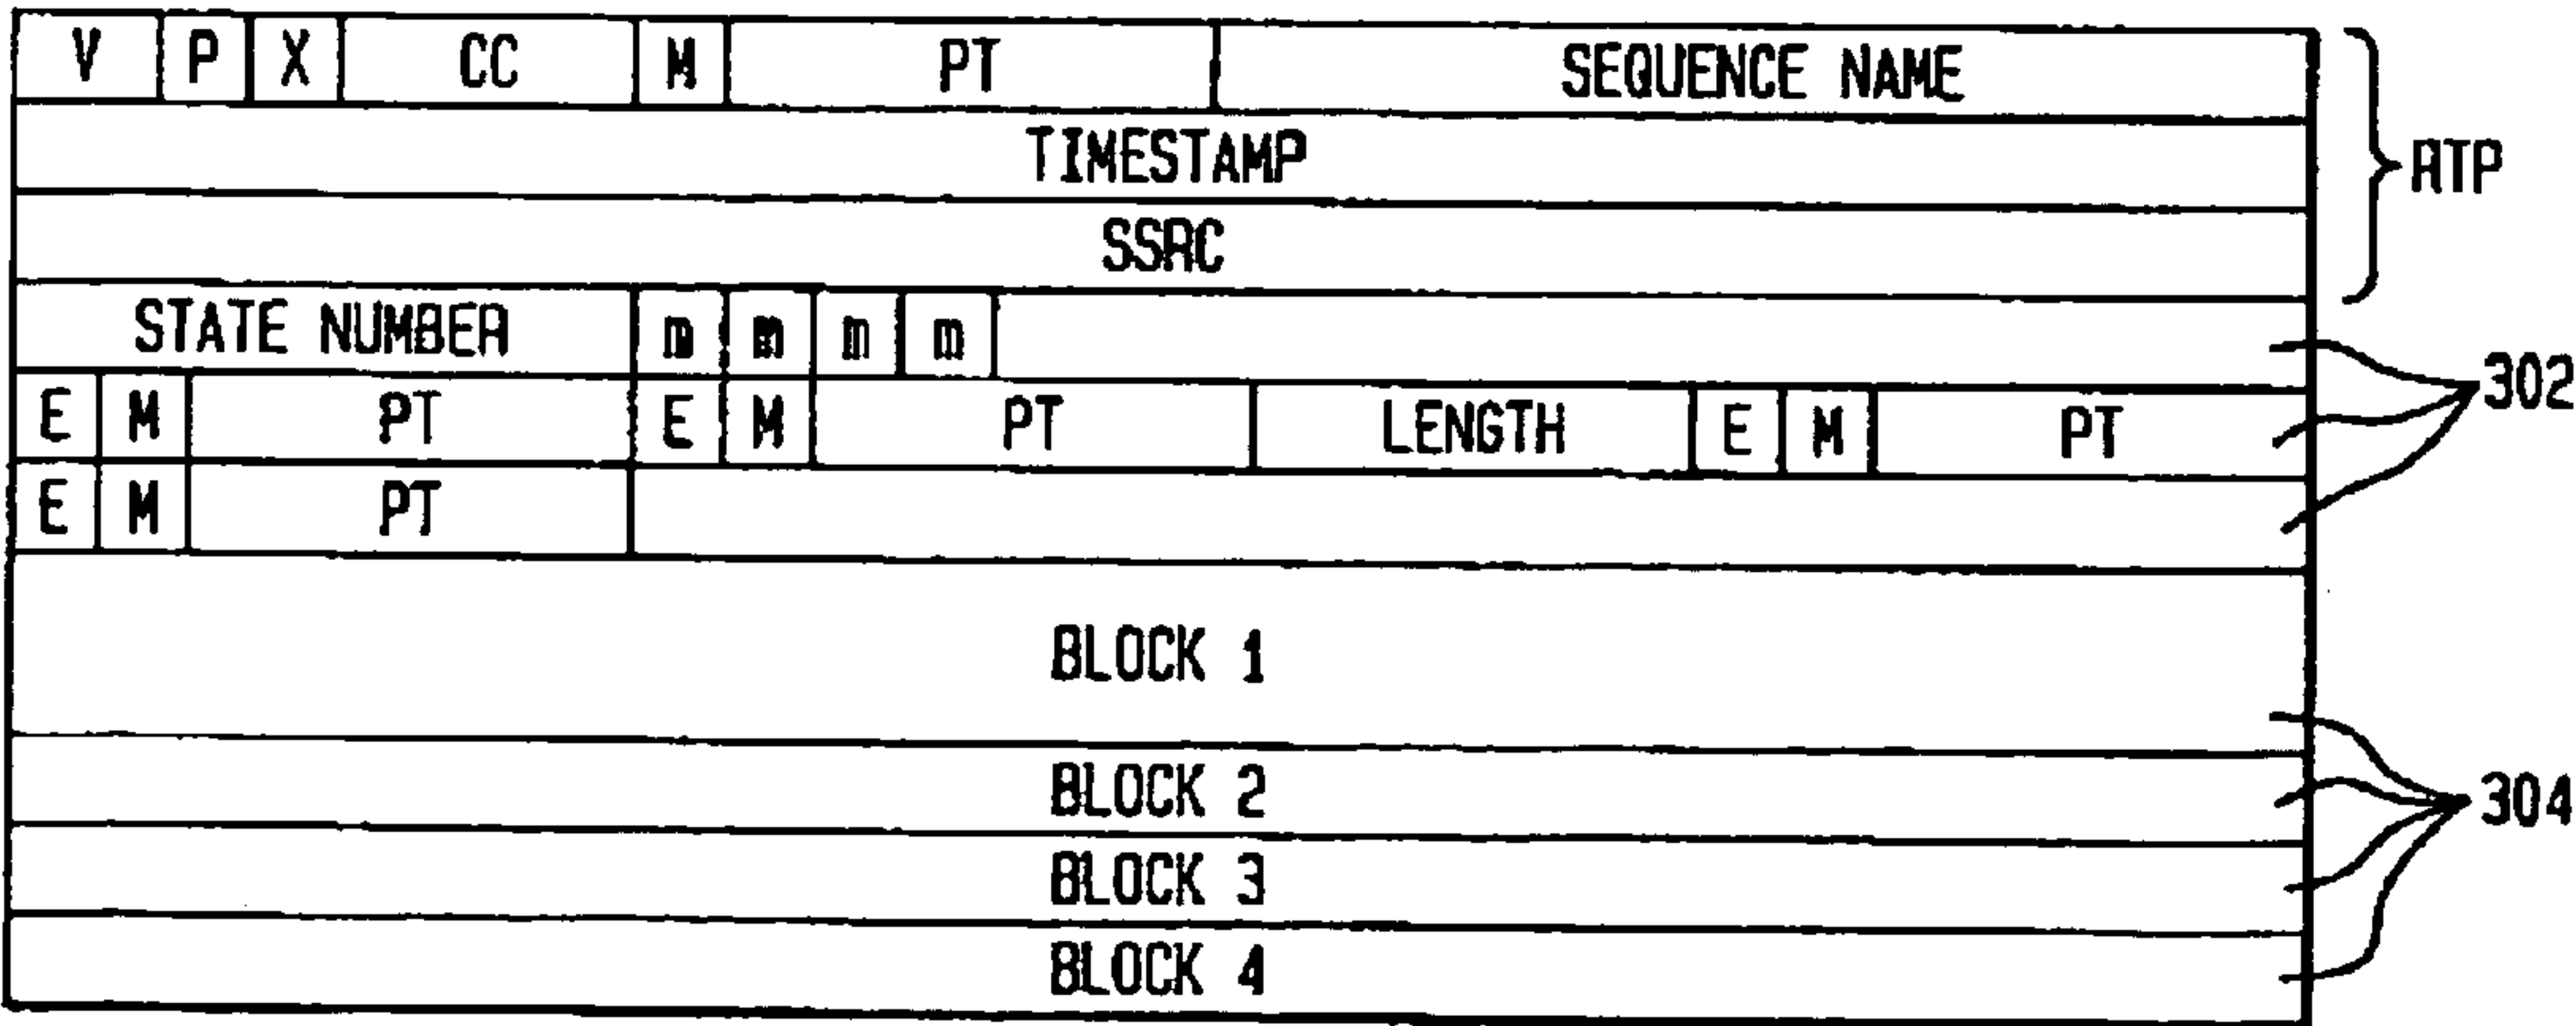 V P X CC M PT SEQUENCE NAME
TIMESTAMP
RTP
SSRC
STATE NUMBER m m m m
302
E M PT E M PT LENGTH E M PT
E M PT
BLOCK 1
BLOCK 2
304
BLOCK 3
BLOCK 4